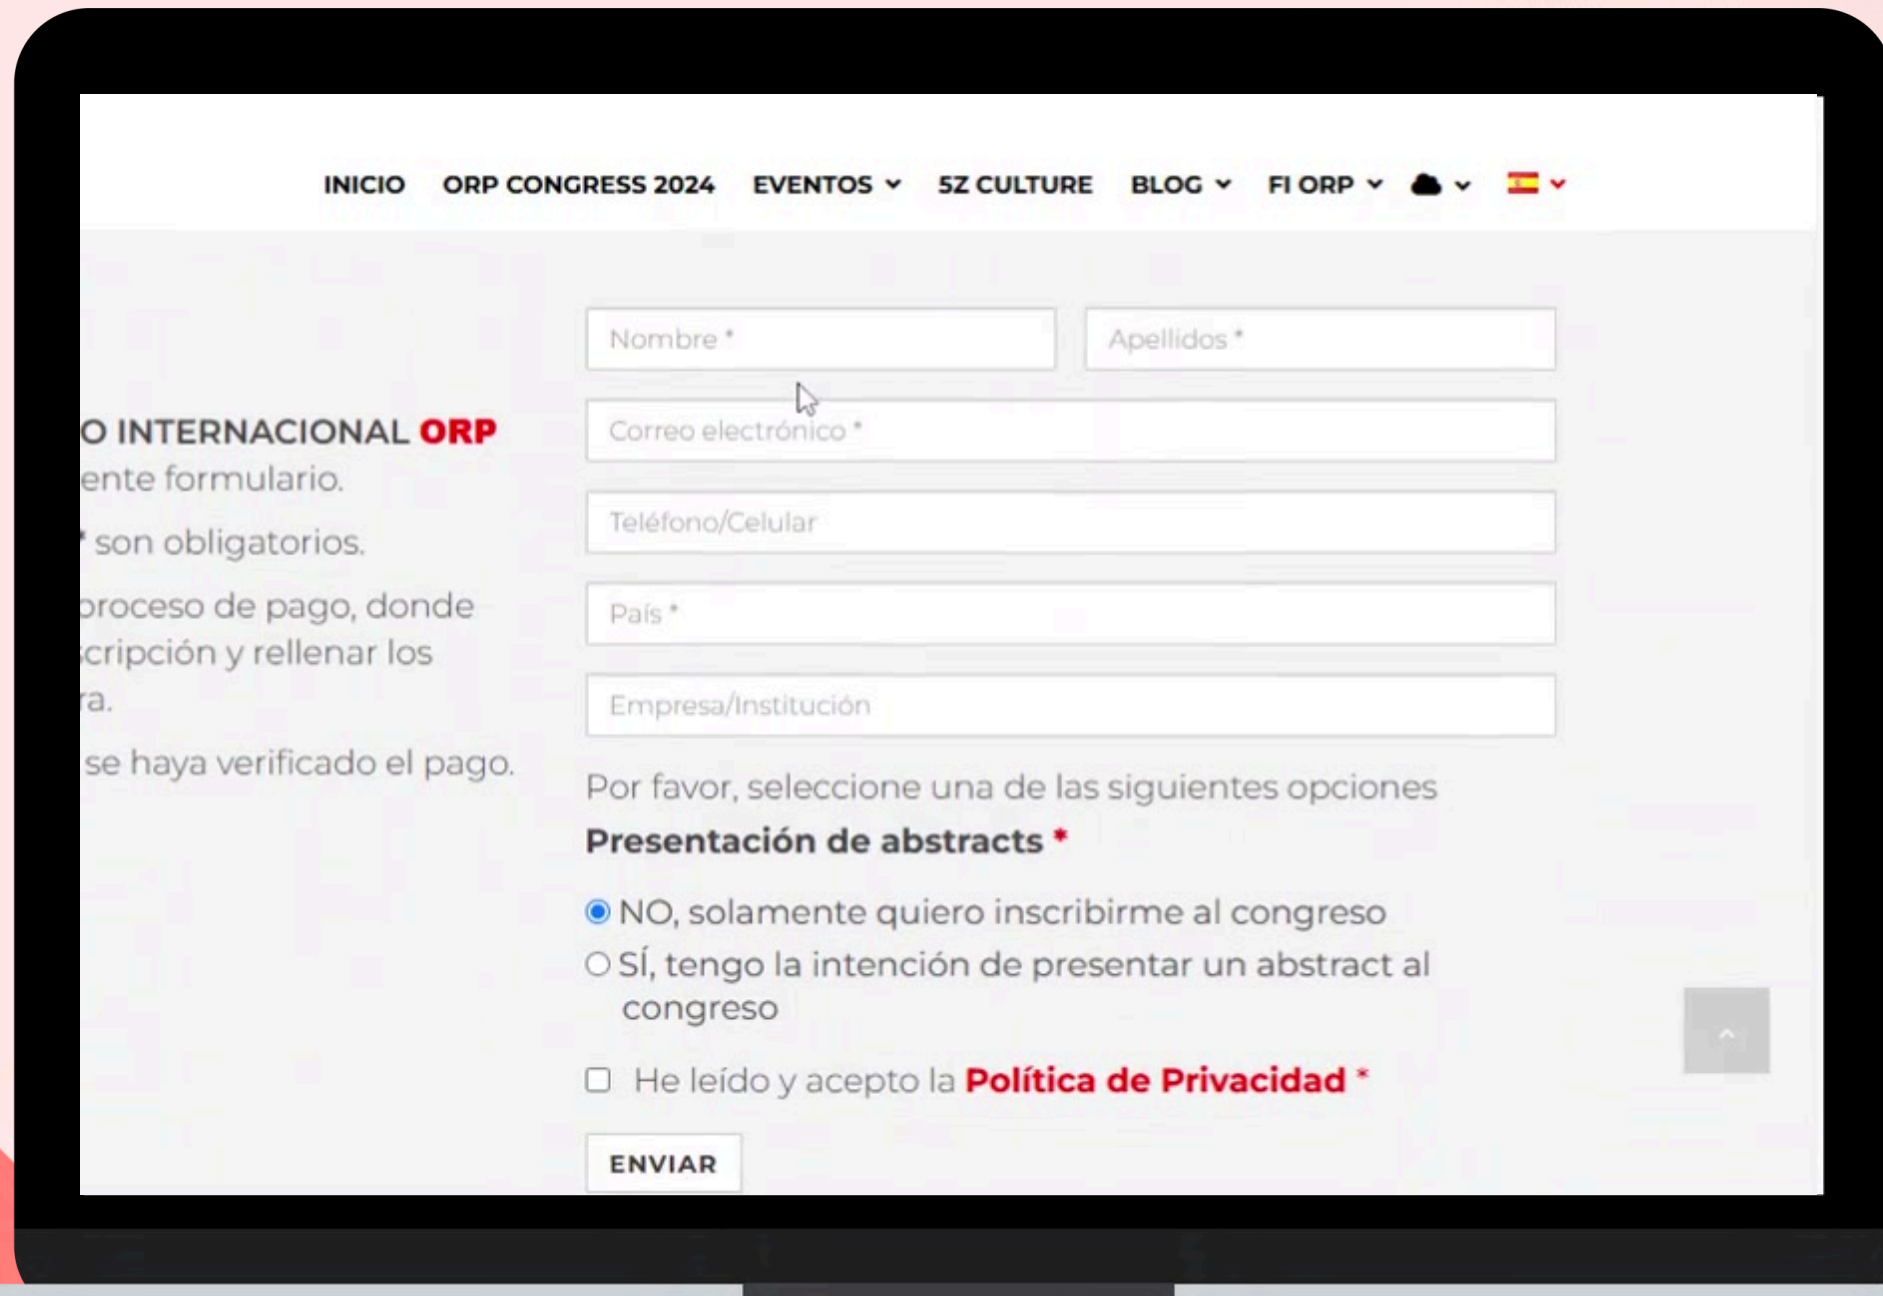 INICIO ORP CONGRESS 2024 EVENTOS 5Z CULTURE BLOG FI ORP
Nombre * Apellidos *
Correo electrónico *
Teléfono/Celular
País *
Empresa/Institución
O INTERNACIONAL ORP
ente formulario.
* son obligatorios.
proceso de pago, donde
scripción y rellenar los
ra.
se haya verificado el pago.
Por favor, seleccione una de las siguientes opciones
Presentación de abstracts *
NO, solamente quiero inscribirme al congreso
SÍ, tengo la intención de presentar un abstract al
congreso
He leído y acepto la Política de Privacidad *
ENVIAR